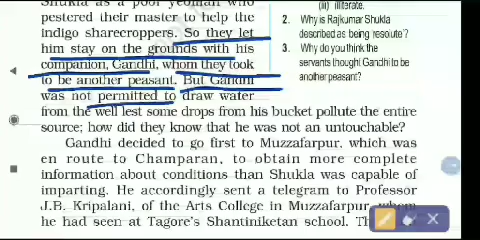 Shukla as a poor yeoman who
pestered their master to help the
indigo sharecroppers. So they let
him stay on the grounds with his
companion, Gandhi, whom they took
to be another peasant. But Gandhi
was not permitted to draw water
from the well lest some drops from his bucket pollute the entire
source; how did they know that he was not an untouchable?
Gandhi decided to go first to Muzzafarpur, which was
en route to Champaran, to obtain more complete
information about conditions than Shukla was capable of
imparting. He accordingly sent a telegram to Professor
J.B. Kripalani, of the Arts College in Muzzafarpur, whom
he had seen at Tagore's Shantiniketan school.
(ii) illiterate.
2. Why is Rajkumar Shukla
described as being resolute?
3. Why do you think the
servants thought Gandhi to be
another peasant?